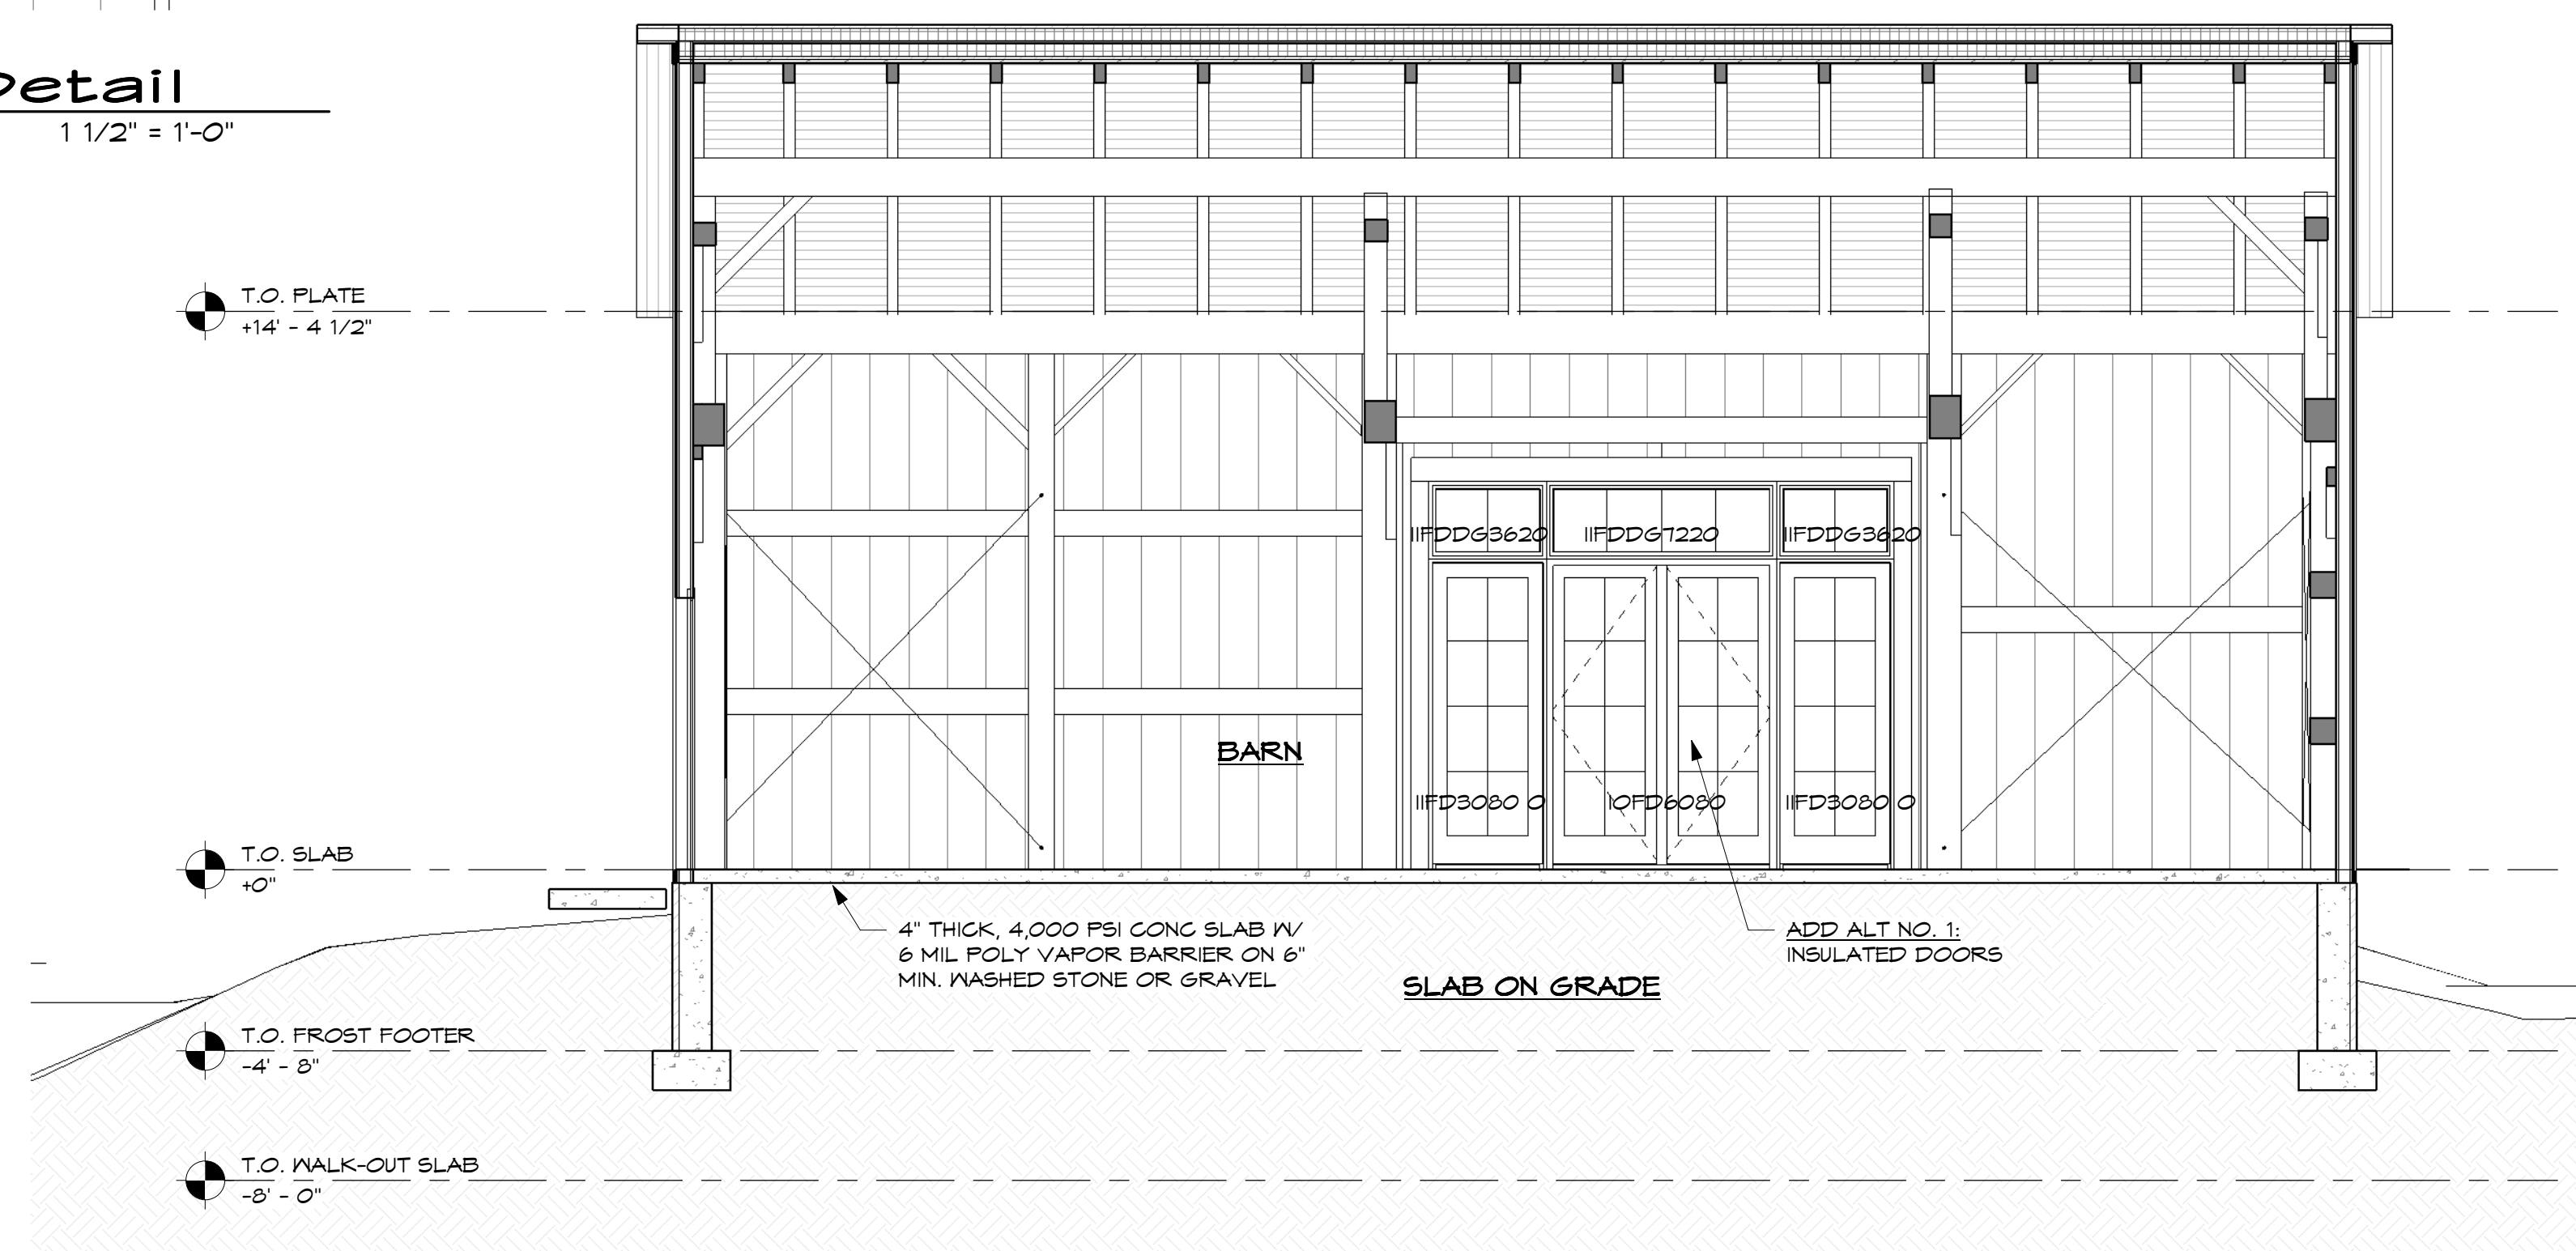 Detail
1 1/2" = 1'-0"
T.O. PLATE
+14' - 4 1/2"
IIFDDG3620 IIFDDG7220 IIFDDG3620
BARN
IIFD3080 0 IOFD6080 IIFD3080 0
T.O. SLAB
+0"
4" THICK, 4,000 PSI CONC SLAB W/
6 MIL POLY VAPOR BARRIER ON 6"
MIN. WASHED STONE OR GRAVEL
ADD ALT NO. 1:
INSULATED DOORS
SLAB ON GRADE
T.O. FROST FOOTER
-4' - 8"
T.O. WALK-OUT SLAB
-8' - 0"